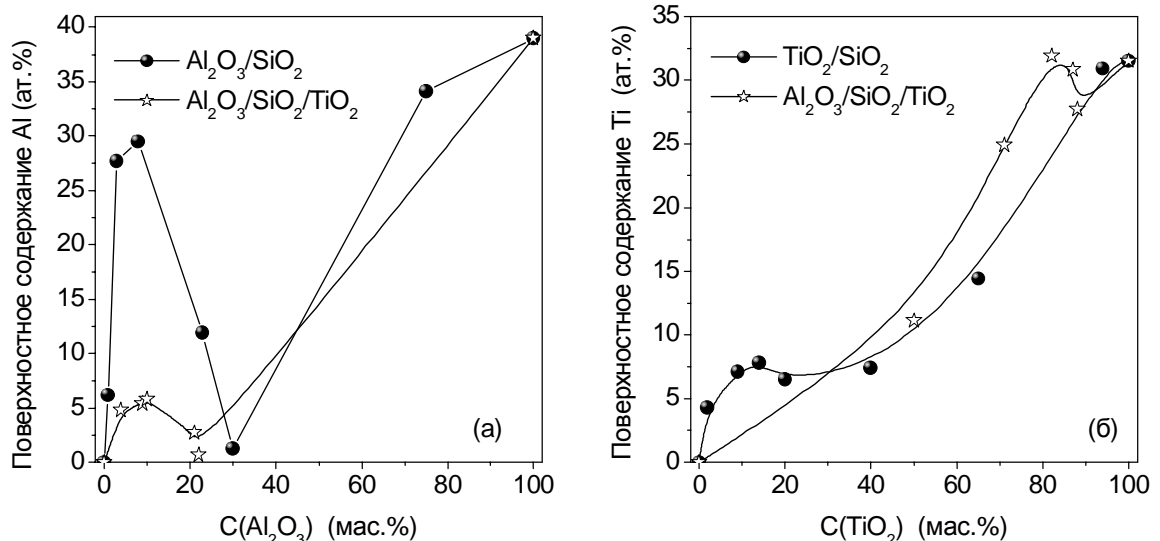 Поверхностное содержание Al (ат.%)
40
35
30
25
20
15
10
5
0
Al₂O₃/SiO₂
Al₂O₃/SiO₂/TiO₂
(а)
0 20 40 60 80 100
C(Al₂O₃) (мас.%)
Поверхностное содержание Ti (ат.%)
35
30
25
20
15
10
5
0
TiO₂/SiO₂
Al₂O₃/SiO₂/TiO₂
(б)
0 20 40 60 80 100
C(TiO₂) (мас.%)